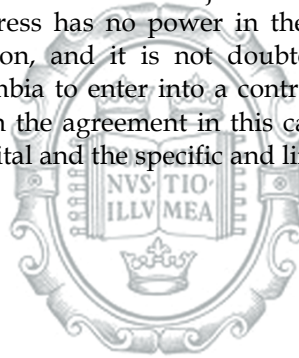 ress has no power in the
on, and it is not doubte
mbia to enter into a contr
n the agreement in this ca
ital and the specific and li
NVS· TIO·
ILLV MEA